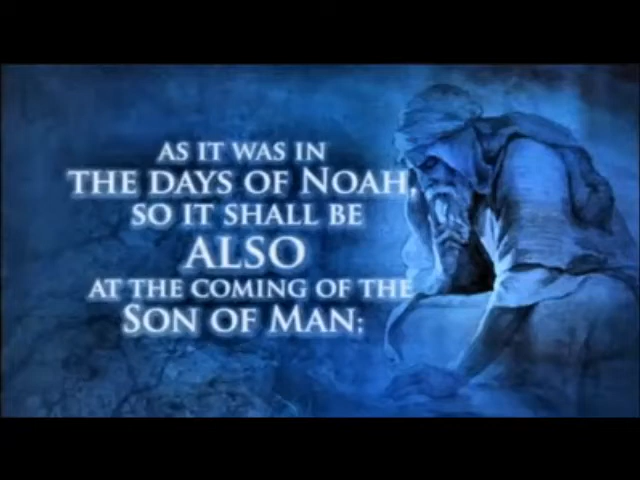 AS IT WAS IN
THE DAYS OF NOAH,
SO IT SHALL BE
ALSO
AT THE COMING OF THE
SON OF MAN: